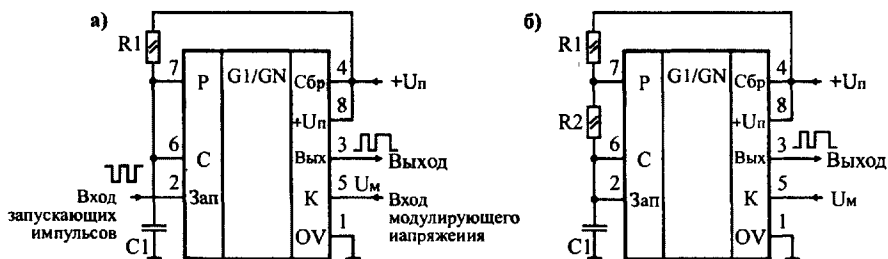 а)
R1
7
P
G1/GN
Сбр
4
+Uп
8
+Uп
6
C
3
Вых
Выход
2
Зап
Вход
запускающих
импульсов
5
Uм
K
Вход
модулирующего
напряжения
C1
1
OV
б)
R1
7
P
G1/GN
Сбр
4
+Uп
8
+Uп
R2
6
C
3
Вых
Выход
2
Зап
5
K
Uм
C1
1
OV